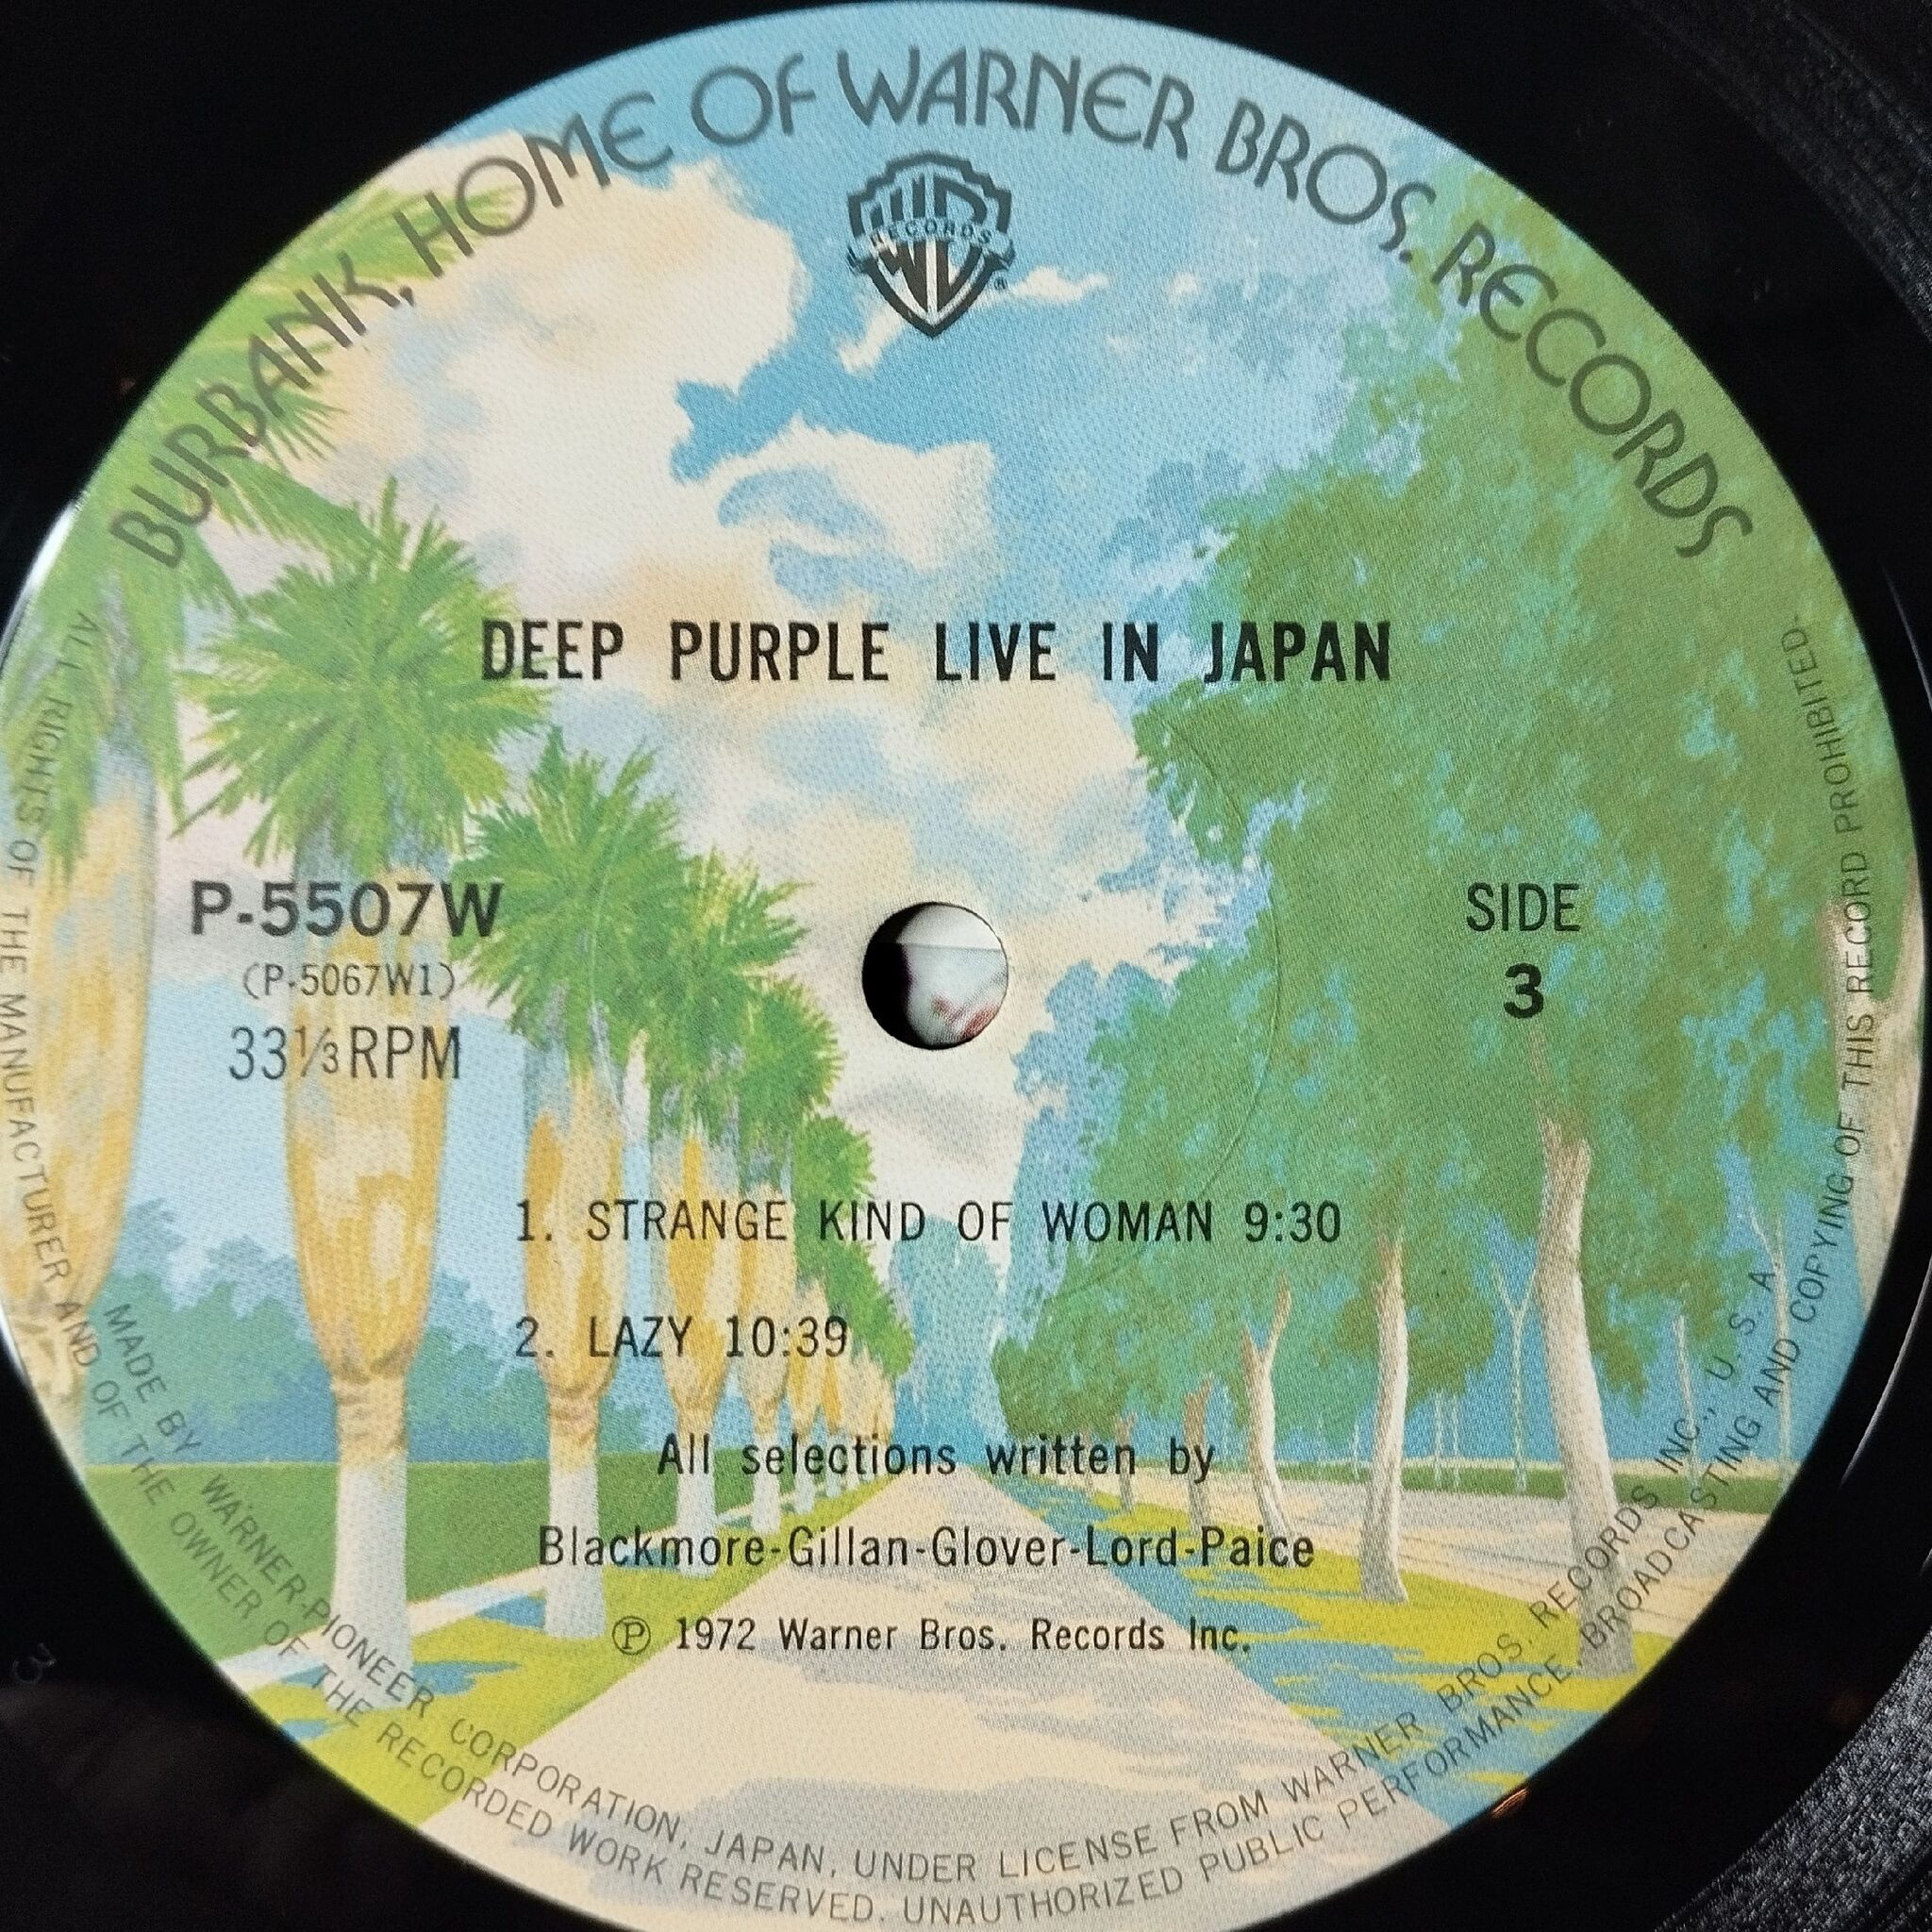 BURBANK, HOME OF WARNER BROS. RECORDS
RECORDS
®
DEEP PURPLE LIVE IN JAPAN
P-5507W
(P-5067W1)
33⅓RPM
SIDE
3
1. STRANGE KIND OF WOMAN 9:30
2. LAZY 10:39
All selections written by
Blackmore-Gillan-Glover-Lord-Paice
℗ 1972 Warner Bros. Records Inc.
MADE BY WARNER-PIONEER CORPORATION, JAPAN, UNDER LICENSE FROM WARNER BROS. RECORDS INC., U. S. A.
ALL RIGHTS OF THE MANUFACTURER AND OF THE OWNER OF THE RECORDED WORK RESERVED. UNAUTHORIZED PUBLIC PERFORMANCE, BROADCASTING AND COPYING OF THIS RECORD PROHIBITED.
3